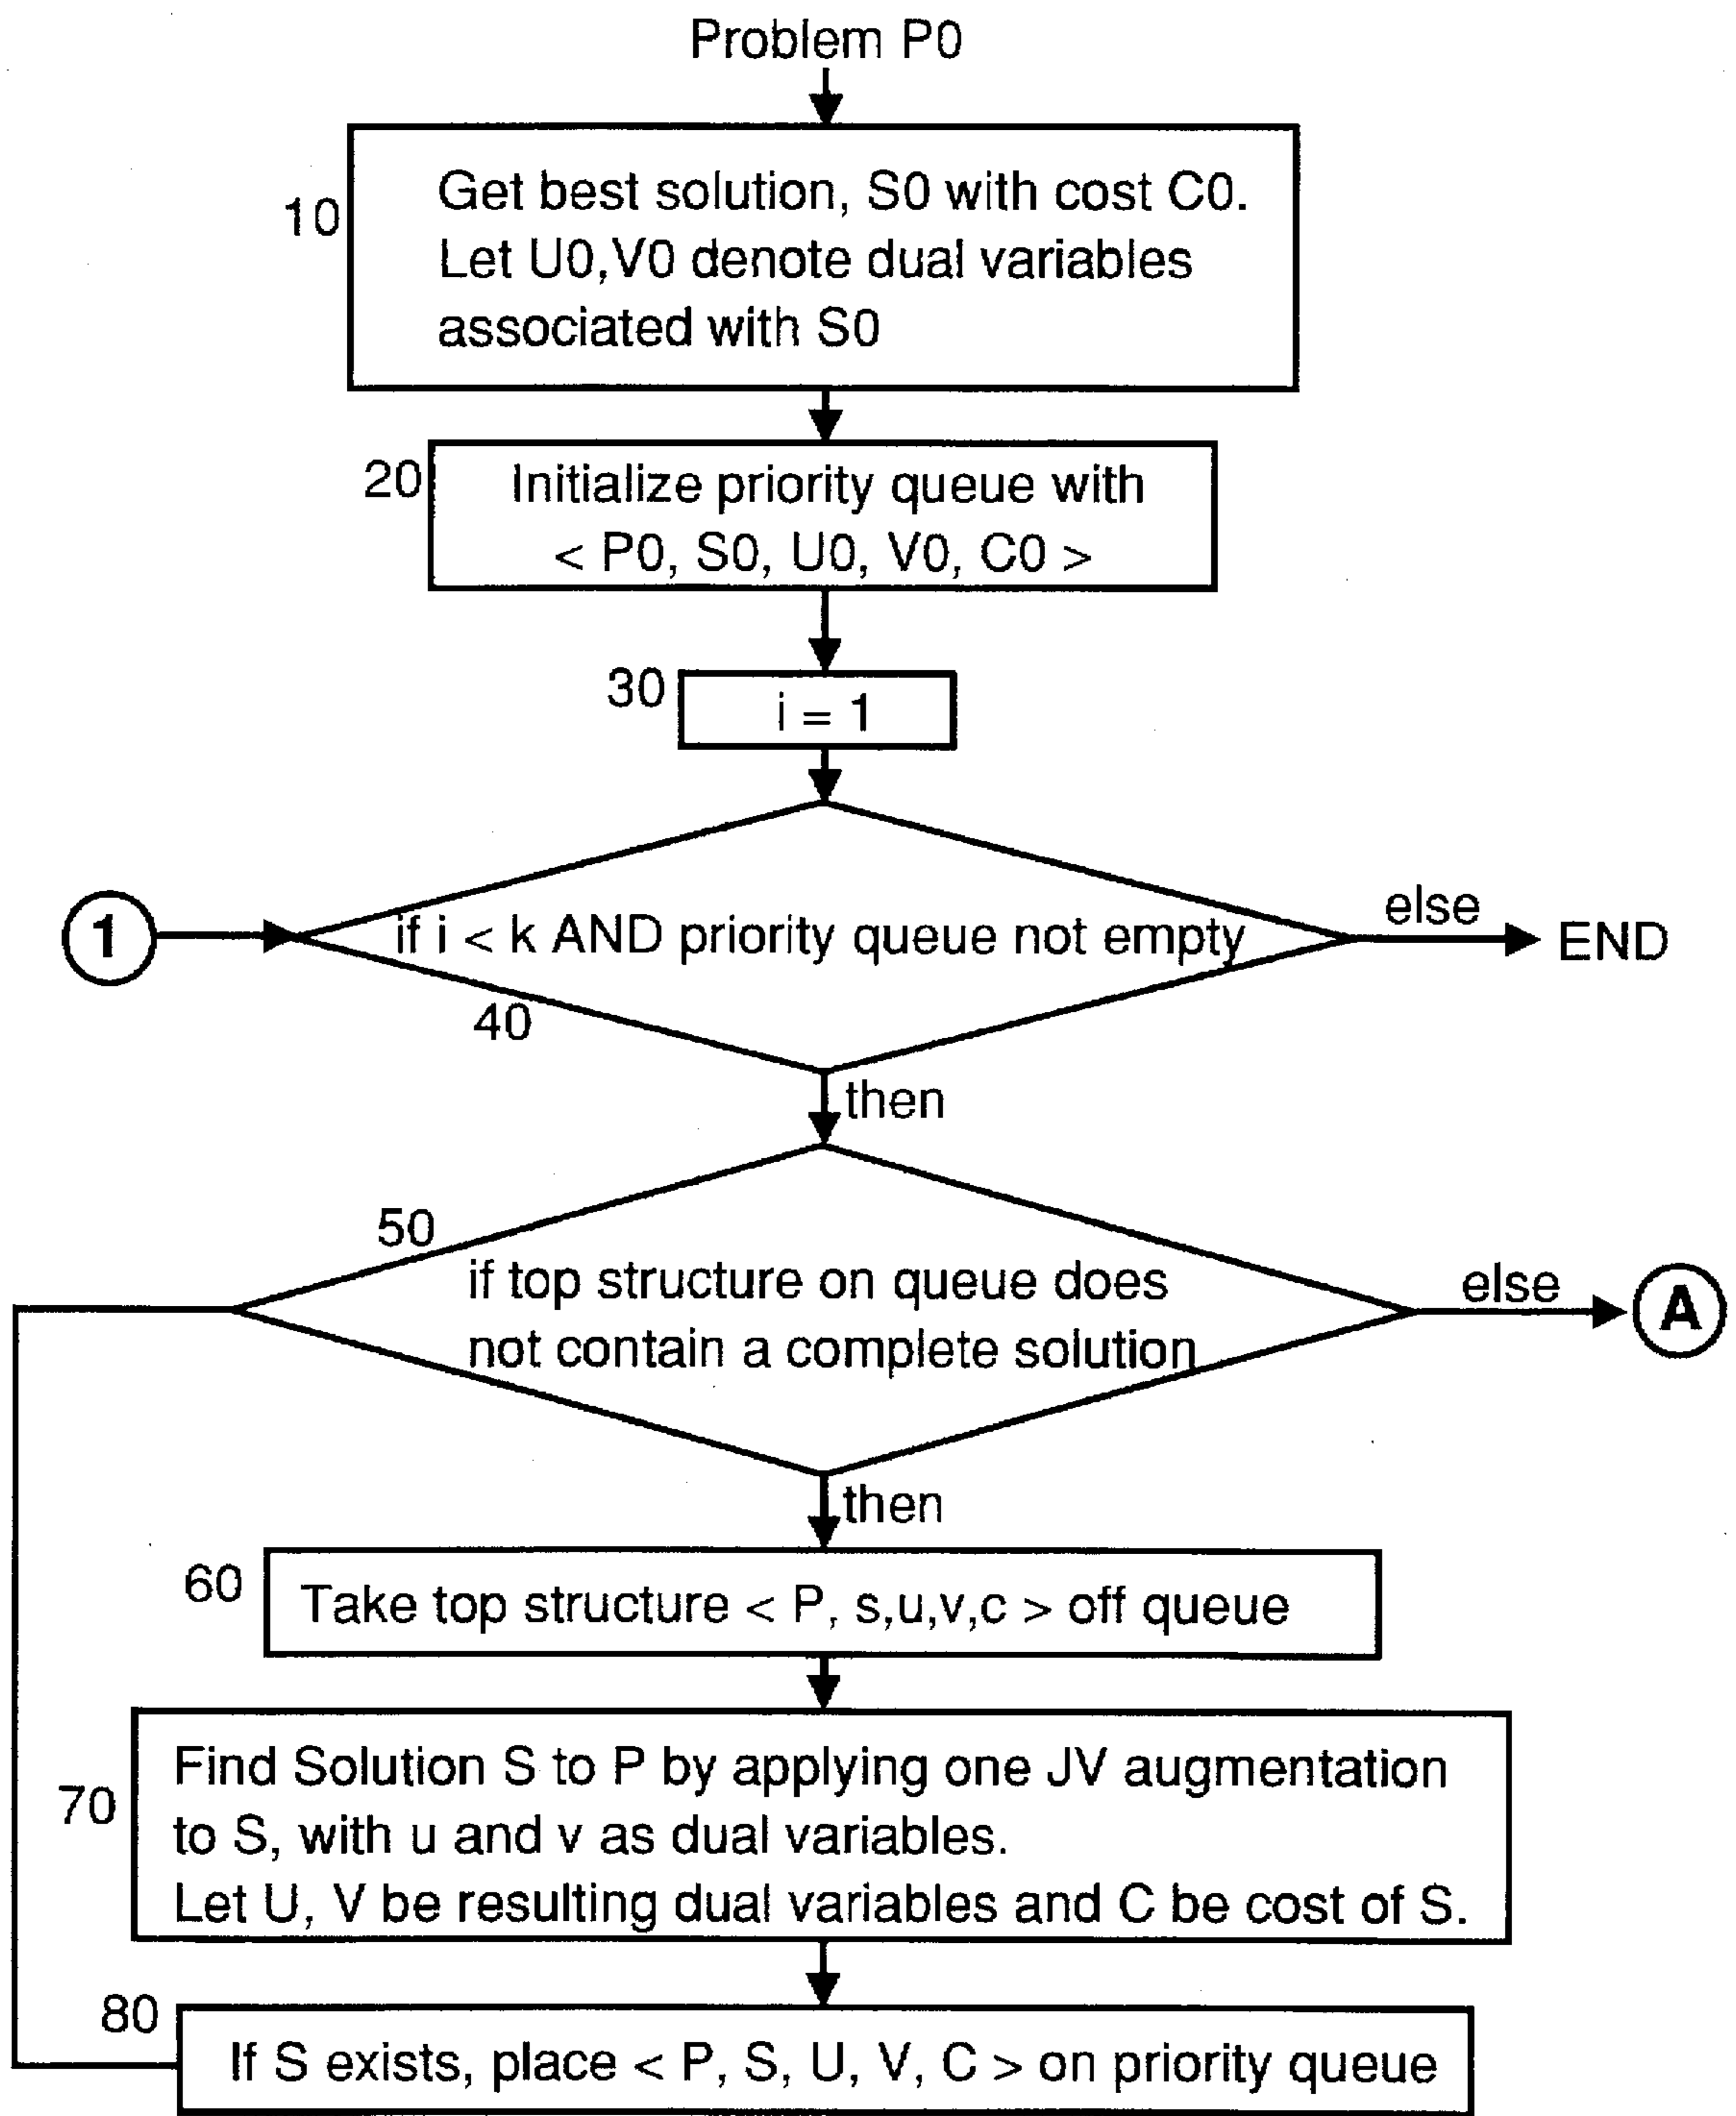 Problem P0
10
Get best solution, S0 with cost C0.
Let U0,V0 denote dual variables
associated with S0
20
Initialize priority queue with
< P0, S0, U0, V0, C0 >
30
i = 1
1
if i < k AND priority queue not empty
else
END
40
then
50
if top structure on queue does
not contain a complete solution
else
A
then
60
Take top structure < P, s,u,v,c > off queue
70
Find Solution S to P by applying one JV augmentation
to S, with u and v as dual variables.
Let U, V be resulting dual variables and C be cost of S.
80
If S exists, place < P, S, U, V, C > on priority queue